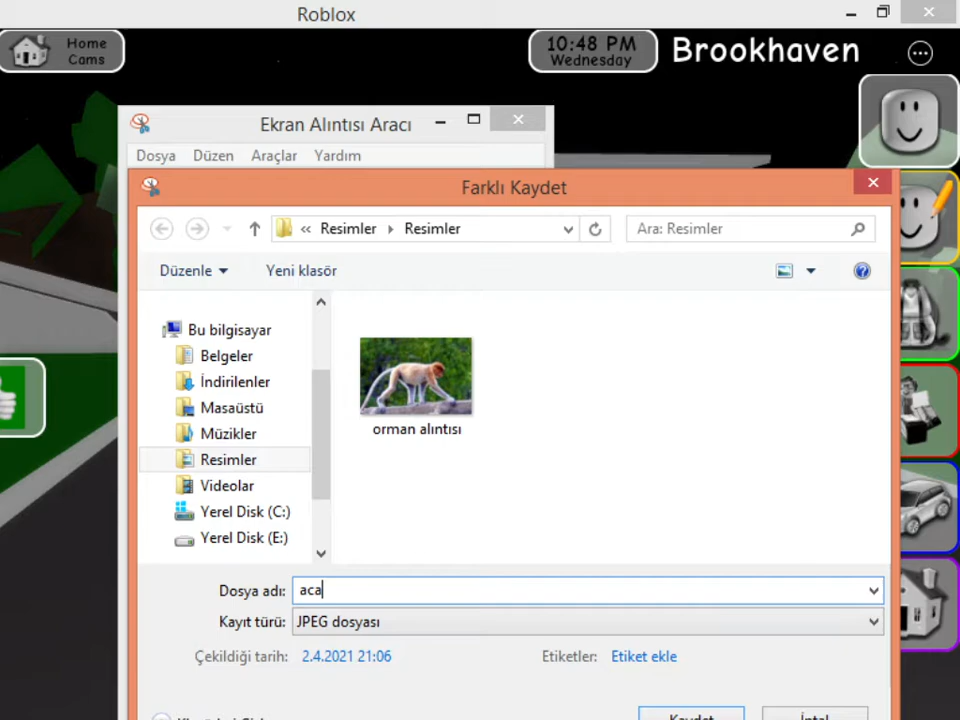 Roblox
Home
Cams
10:48 PM
Wednesday
Brookhaven
Ekran Alıntısı Aracı
Dosya Düzen Araçlar Yardım
Farklı Kaydet
« Resimler Resimler
Ara: Resimler
Düzenle Yeni klasör
Bu bilgisayar
Belgeler
İndirilenler
Masaüstü
Müzikler
Resimler
Videolar
Yerel Disk (C:)
Yerel Disk (E:)
orman alıntısı
Dosya adı: aca
Kayıt türü: JPEG dosyası
Çekildiği tarih: 2.4.2021 21:06
Etiketler: Etiket ekle
Kaydet İptal